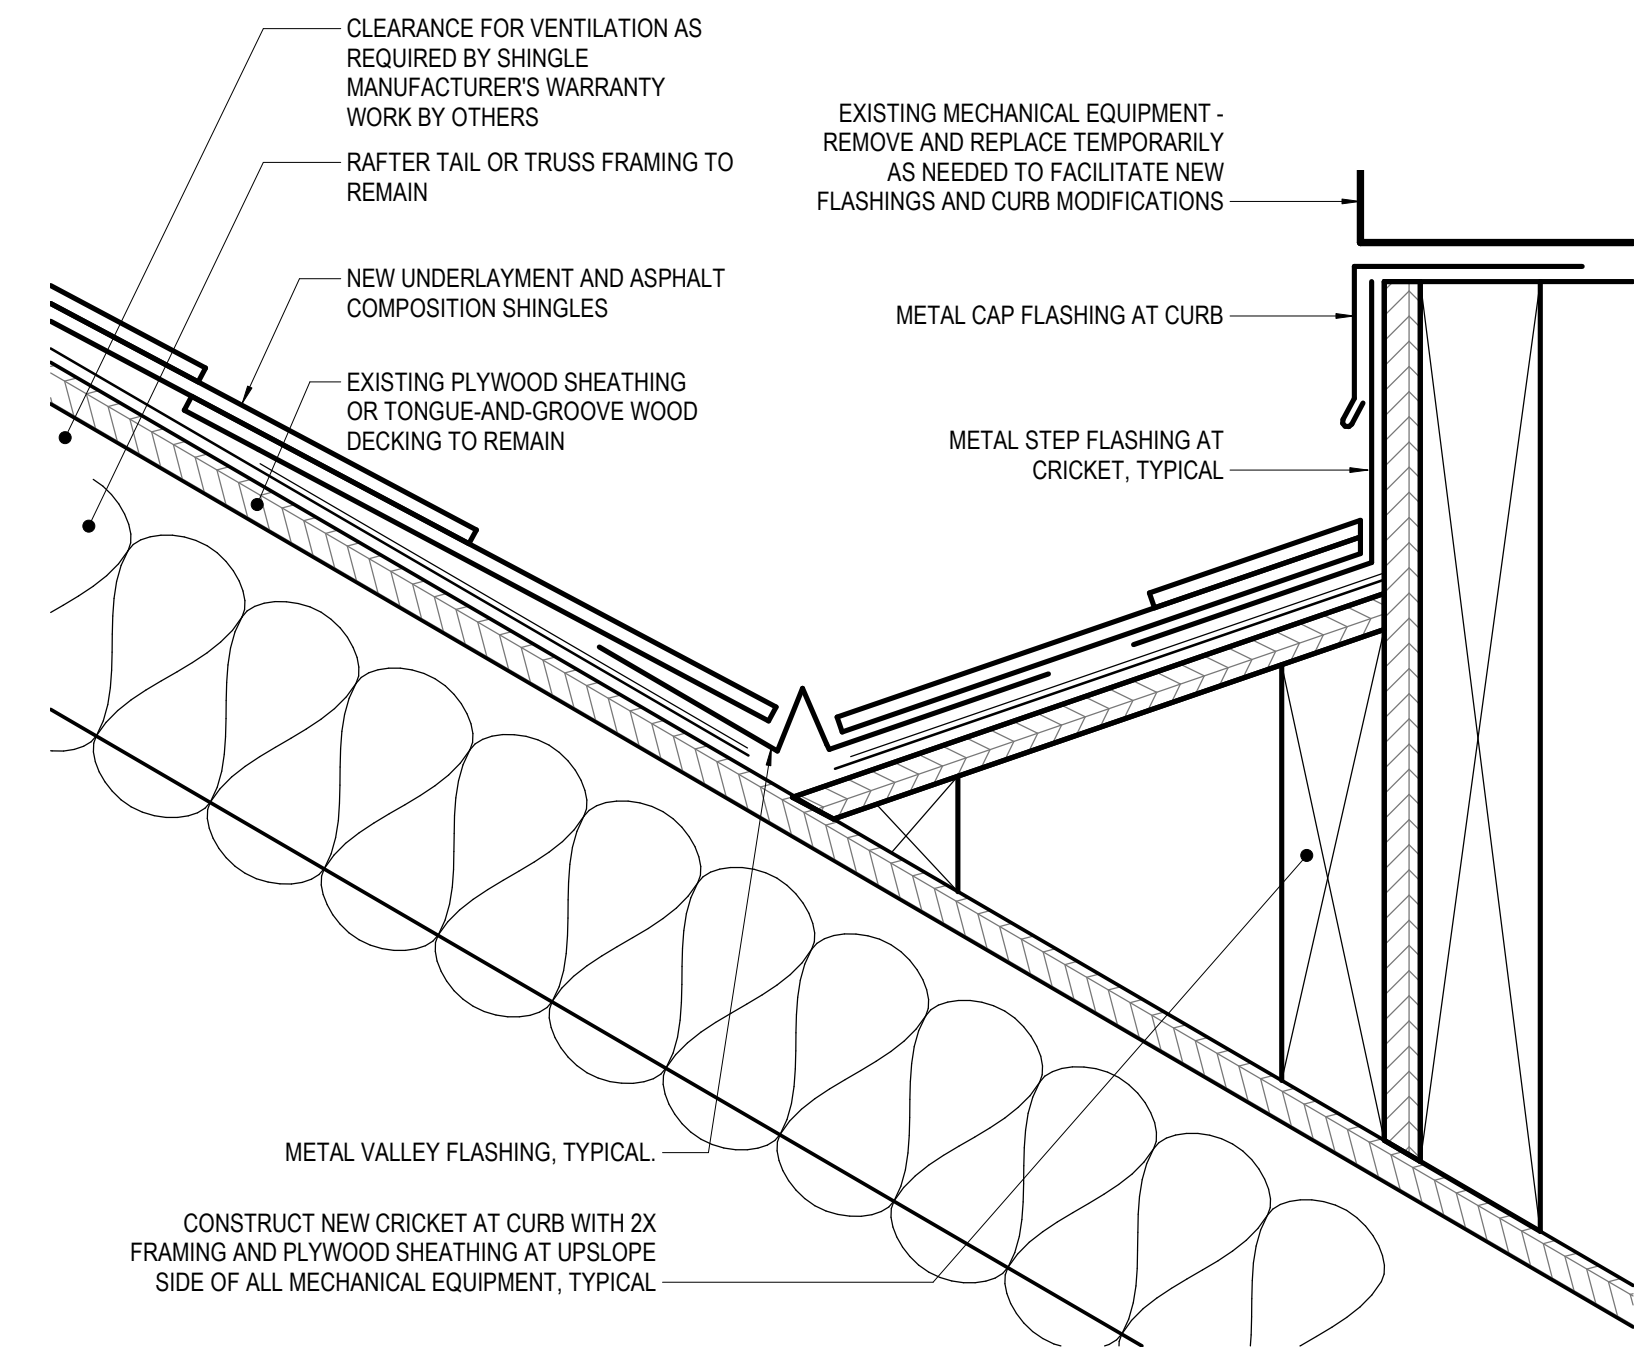 CLEARANCE FOR VENTILATION AS
REQUIRED BY SHINGLE
MANUFACTURER'S WARRANTY
WORK BY OTHERS
RAFTER TAIL OR TRUSS FRAMING TO
REMAIN
NEW UNDERLAYMENT AND ASPHALT
COMPOSITION SHINGLES
EXISTING PLYWOOD SHEATHING
OR TONGUE-AND-GROOVE WOOD
DECKING TO REMAIN
EXISTING MECHANICAL EQUIPMENT -
REMOVE AND REPLACE TEMPORARILY
AS NEEDED TO FACILITATE NEW
FLASHINGS AND CURB MODIFICATIONS
METAL CAP FLASHING AT CURB
METAL STEP FLASHING AT
CRICKET, TYPICAL
METAL VALLEY FLASHING, TYPICAL.
CONSTRUCT NEW CRICKET AT CURB WITH 2X
FRAMING AND PLYWOOD SHEATHING AT UPSLOPE
SIDE OF ALL MECHANICAL EQUIPMENT, TYPICAL